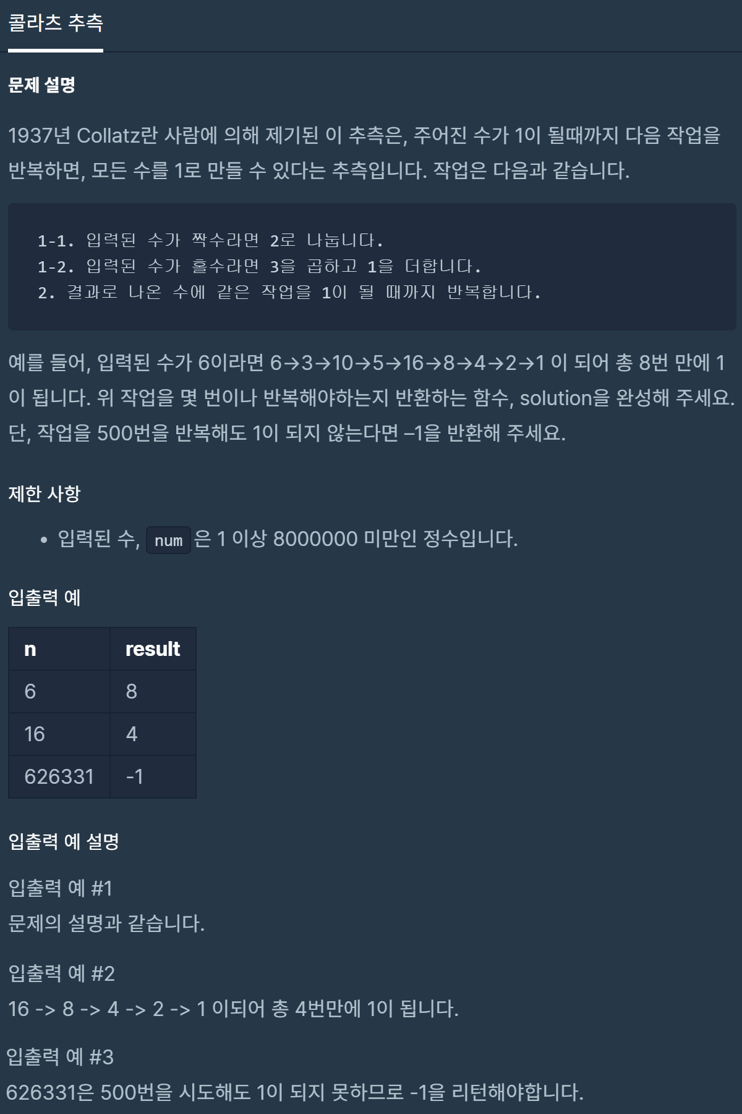 콜라츠 추측
문제 설명
1937년 Collatz란 사람에 의해 제기된 이 추측은, 주어진 수가 1이 될때까지 다음 작업을
반복하면, 모든 수를 1로 만들 수 있다는 추측입니다. 작업은 다음과 같습니다.
1-1. 입력된 수가 짝수라면 2로 나눕니다.
1-2. 입력된 수가 홀수라면 3을 곱하고 1을 더합니다.
2. 결과로 나온 수에 같은 작업을 1이 될 때까지 반복합니다.
예를 들어, 입력된 수가 6이라면 6→3→10→5→16→8→4→2→1 이 되어 총 8번 만에 1
이 됩니다. 위 작업을 몇 번이나 반복해야하는지 반환하는 함수, solution을 완성해 주세요.
단, 작업을 500번을 반복해도 1이 되지 않는다면 –1을 반환해 주세요.
제한 사항
• 입력된 수, num 은 1 이상 8000000 미만인 정수입니다.
입출력 예
n result
6 8
16 4
626331 -1
입출력 예 설명
입출력 예 #1
문제의 설명과 같습니다.
입출력 예 #2
16 -> 8 -> 4 -> 2 -> 1 이되어 총 4번만에 1이 됩니다.
입출력 예 #3
626331은 500번을 시도해도 1이 되지 못하므로 -1을 리턴해야합니다.